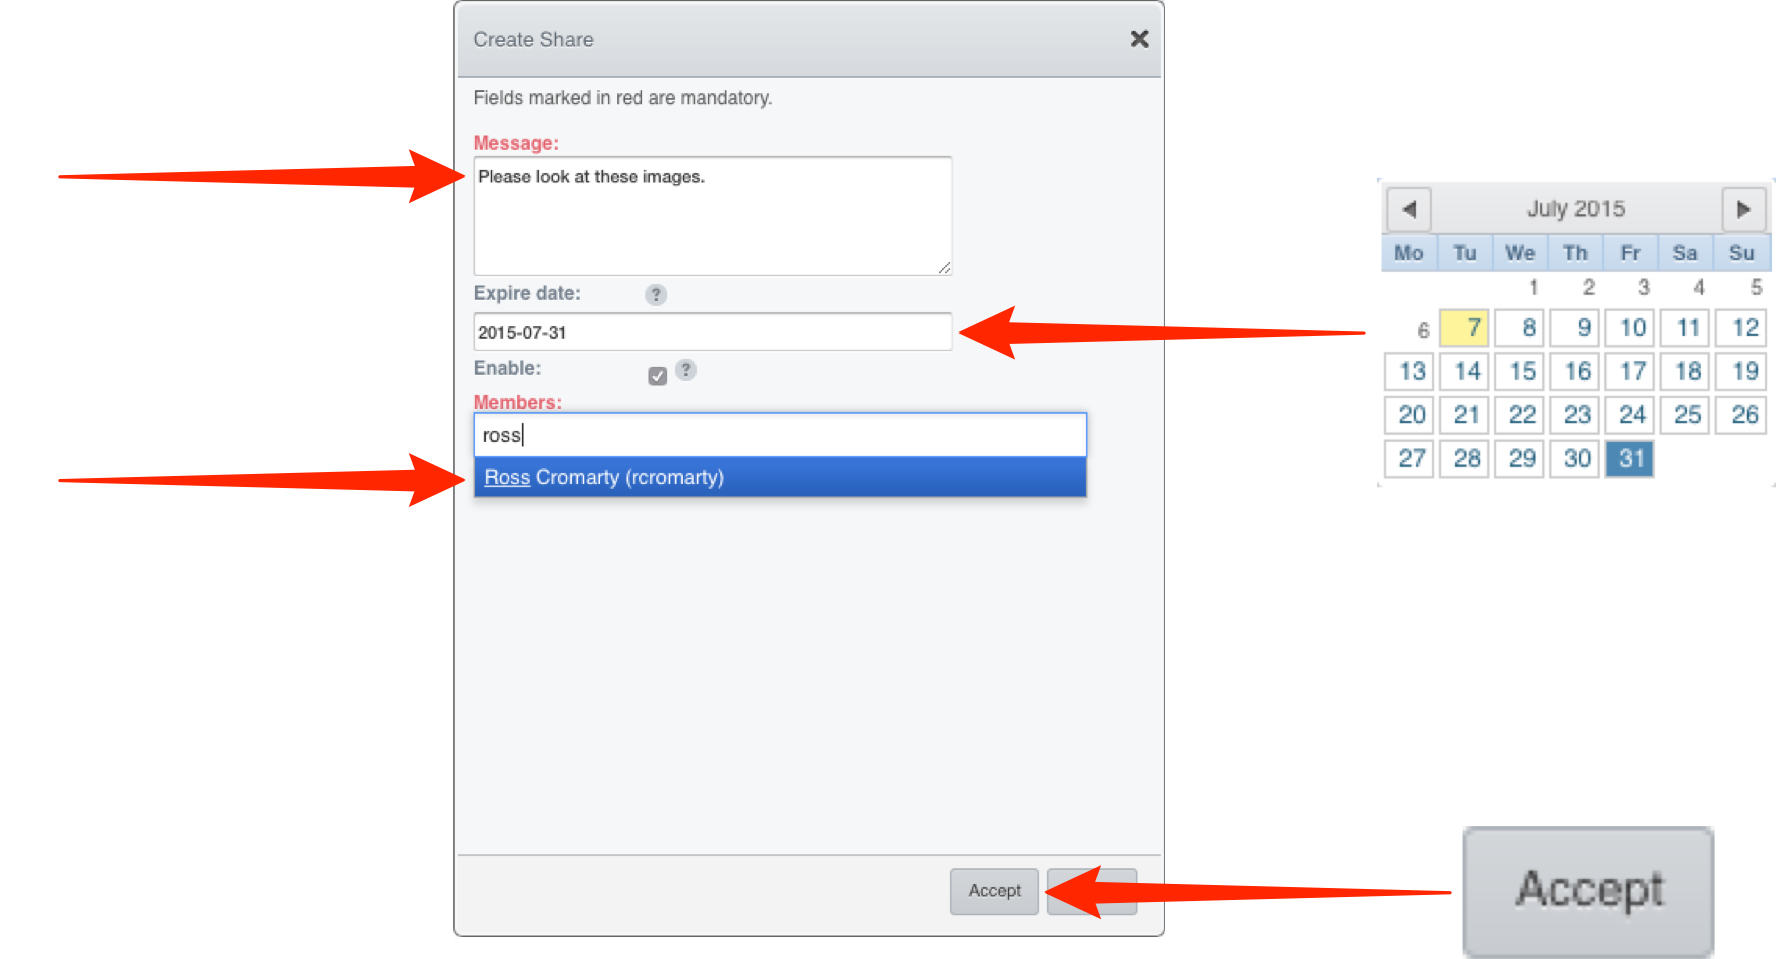 Create Share
Fields marked in red are mandatory.
Message:
Please look at these images.
Expire date: ?
2015-07-31
Enable: ?
Members:
ross
Ross Cromarty (rcromarty)
Accept
July 2015
Mo Tu We Th Fr Sa Su
1 2 3 4 5
6 7 8 9 10 11 12
13 14 15 16 17 18 19
20 21 22 23 24 25 26
27 28 29 30 31
Accept